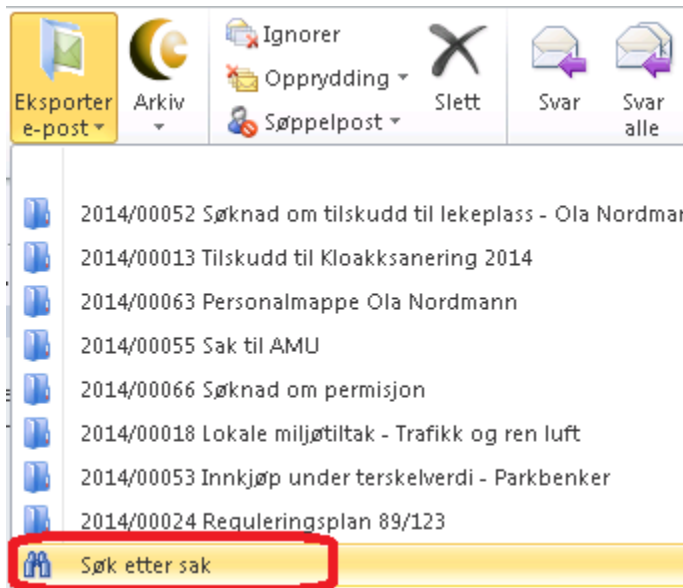 Eksporter
e-post
Arkiv
Ignorer
Opprydding
Søppelpost
Slett
Svar
Svar
alle
2014/00052 Søknad om tilskudd til lekeplass - Ola
2014/00013 Tilskudd til Kloakksanering 2014
2014/00063 Personalmappe Ola Nordmann
2014/00055 Sak til AMU
2014/00066 Søknad om permisjon
2014/00018 Lokale miljøtiltak - Trafikk og ren luft
2014/00053 Innkjøp under terskelverdi - Parkbenker
2014/00024 Reguleringsplan 89/123
Søk etter sak